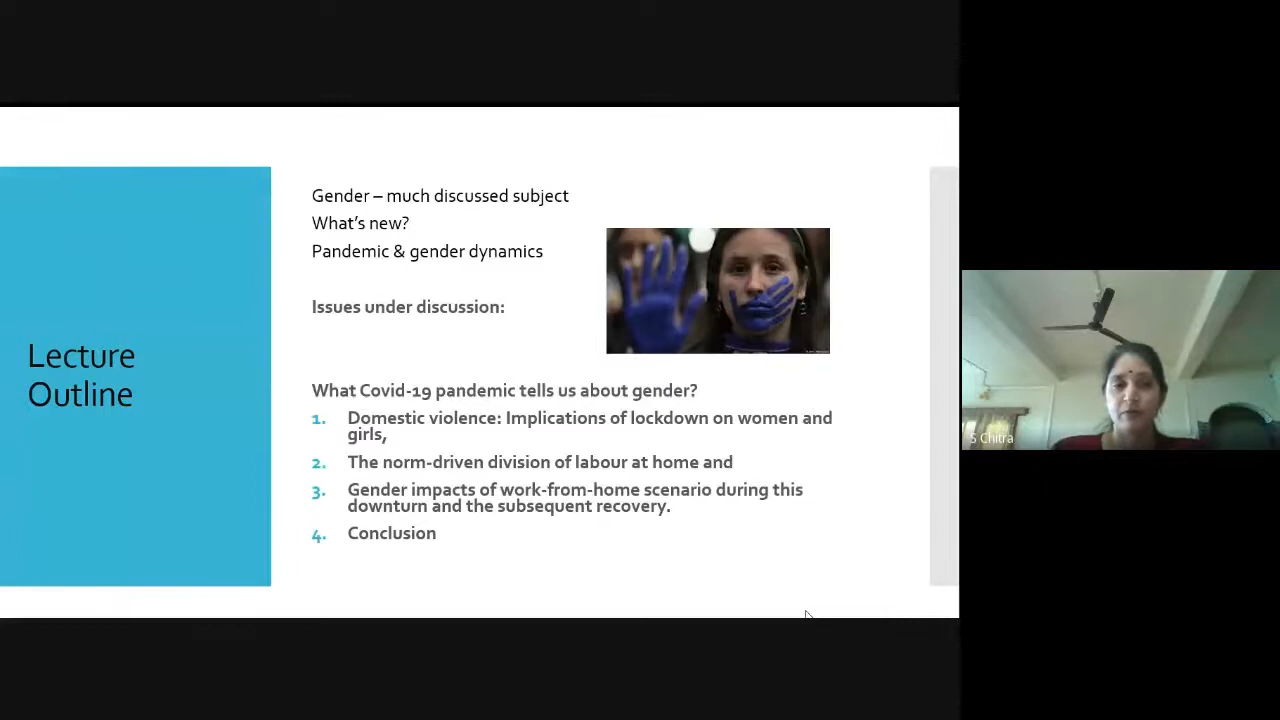 Lecture
Outline
Gender – much discussed subject
What's new?
Pandemic & gender dynamics
Issues under discussion:
What Covid-19 pandemic tells us about gender?
1. Domestic violence: Implications of lockdown on women and
girls,
2. The norm-driven division of labour at home and
3. Gender impacts of work-from-home scenario during this
downturn and the subsequent recovery.
4. Conclusion
S Chitra